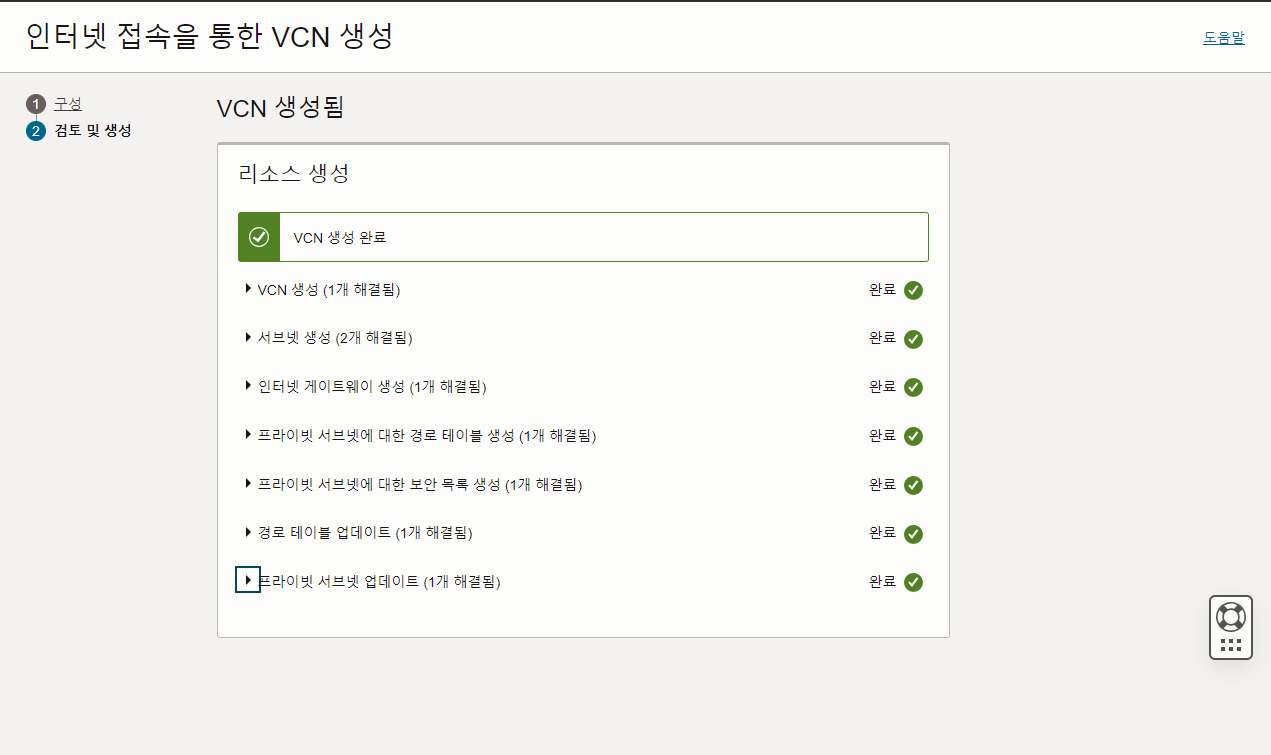 인터넷 접속을 통한 VCN 생성
도움말
1 구성
2 검토 및 생성
VCN 생성됨
리소스 생성
VCN 생성 완료
VCN 생성 (1개 해결됨) 완료
서브넷 생성 (2개 해결됨) 완료
인터넷 게이트웨이 생성 (1개 해결됨) 완료
프라이빗 서브넷에 대한 경로 테이블 생성 (1개 해결됨) 완료
프라이빗 서브넷에 대한 보안 목록 생성 (1개 해결됨) 완료
경로 테이블 업데이트 (1개 해결됨) 완료
프라이빗 서브넷 업데이트 (1개 해결됨) 완료